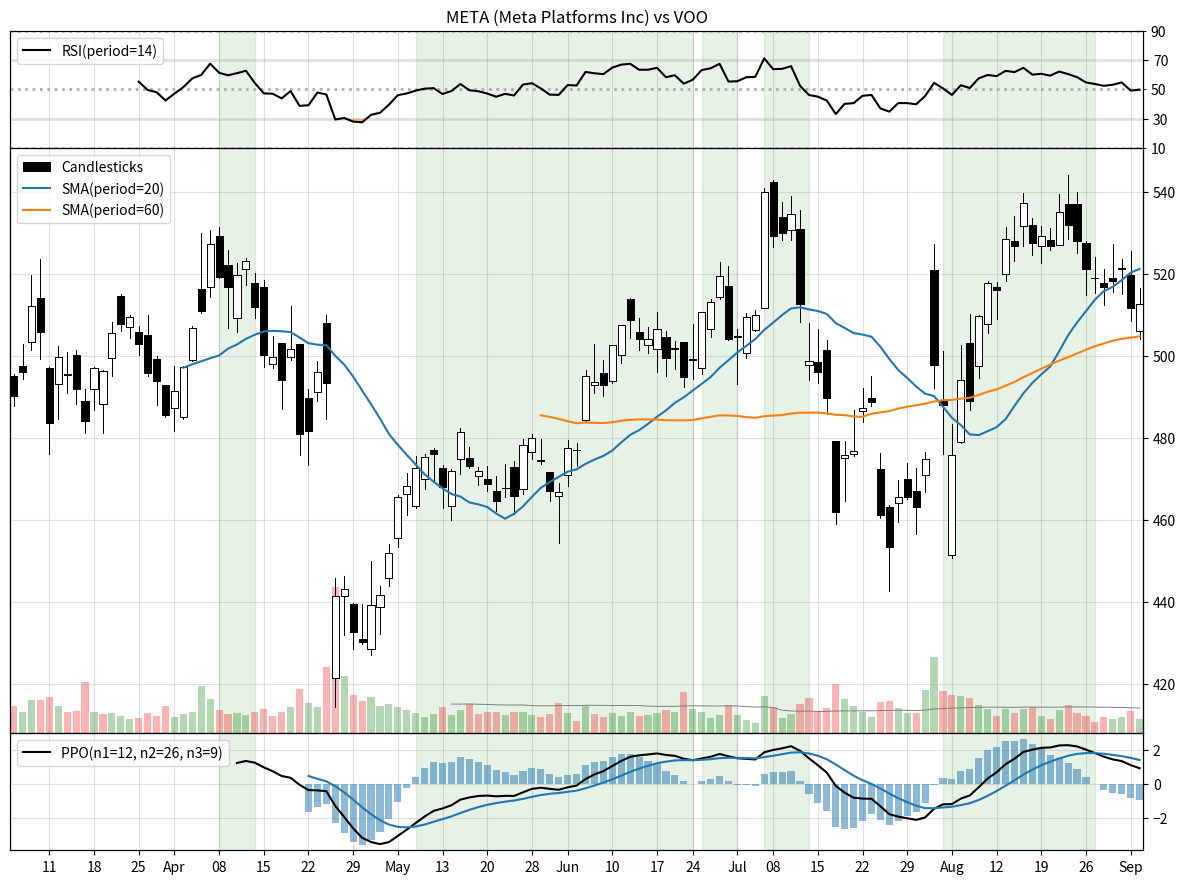 META (Meta Platforms Inc) vs VOO
RSI(period=14)
90
70
50
30
10
Candlesticks
SMA(period=20)
SMA(period=60)
540
520
500
480
460
440
420
PPO(n1=12, n2=26, n3=9)
2
0
−2
11 18 25 Apr 08 15 22 29 May 13 20 28 Jun 10 17 24 Jul 08 15 22 29 Aug 12 19 26 Sep